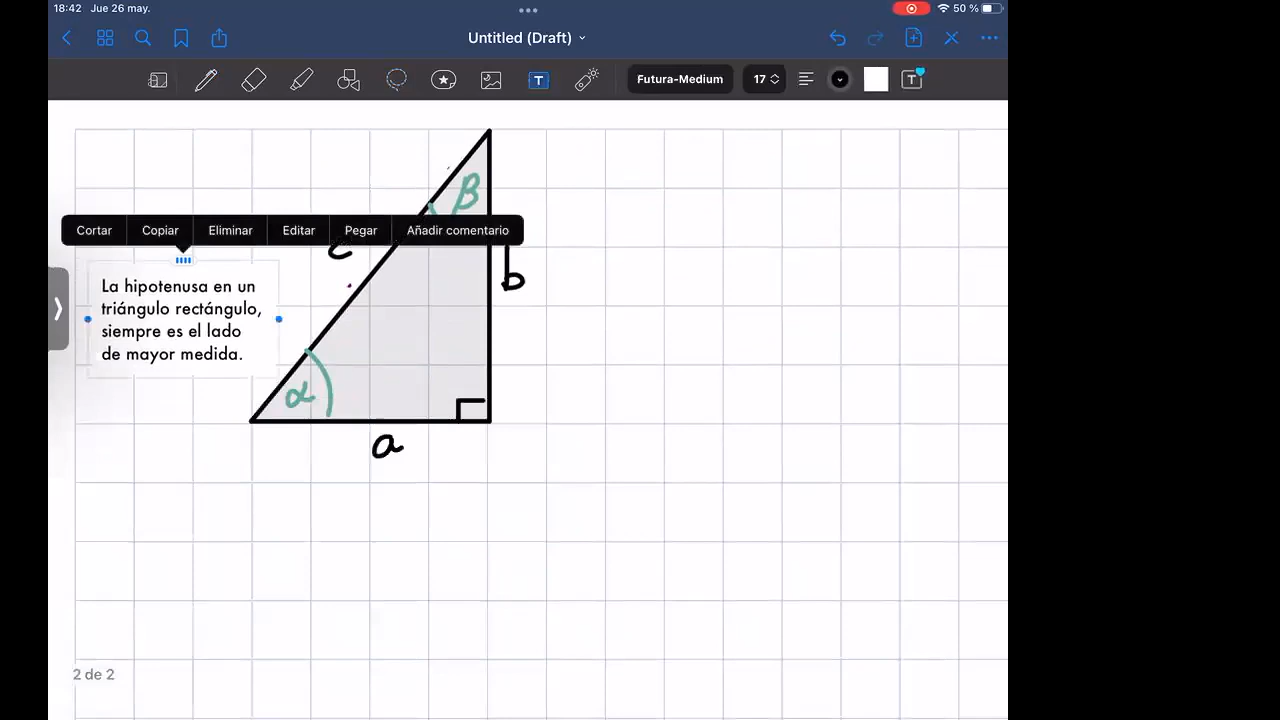 18:42 Jue 26 may.
50 %
Untitled (Draft)
Futura-Medium
17
T
T
β
Cortar Copiar Eliminar Editar Pegar Añadir comentario
c
b
La hipotenusa en un
triángulo rectángulo,
siempre es el lado
de mayor medida.
α
a
2 de 2